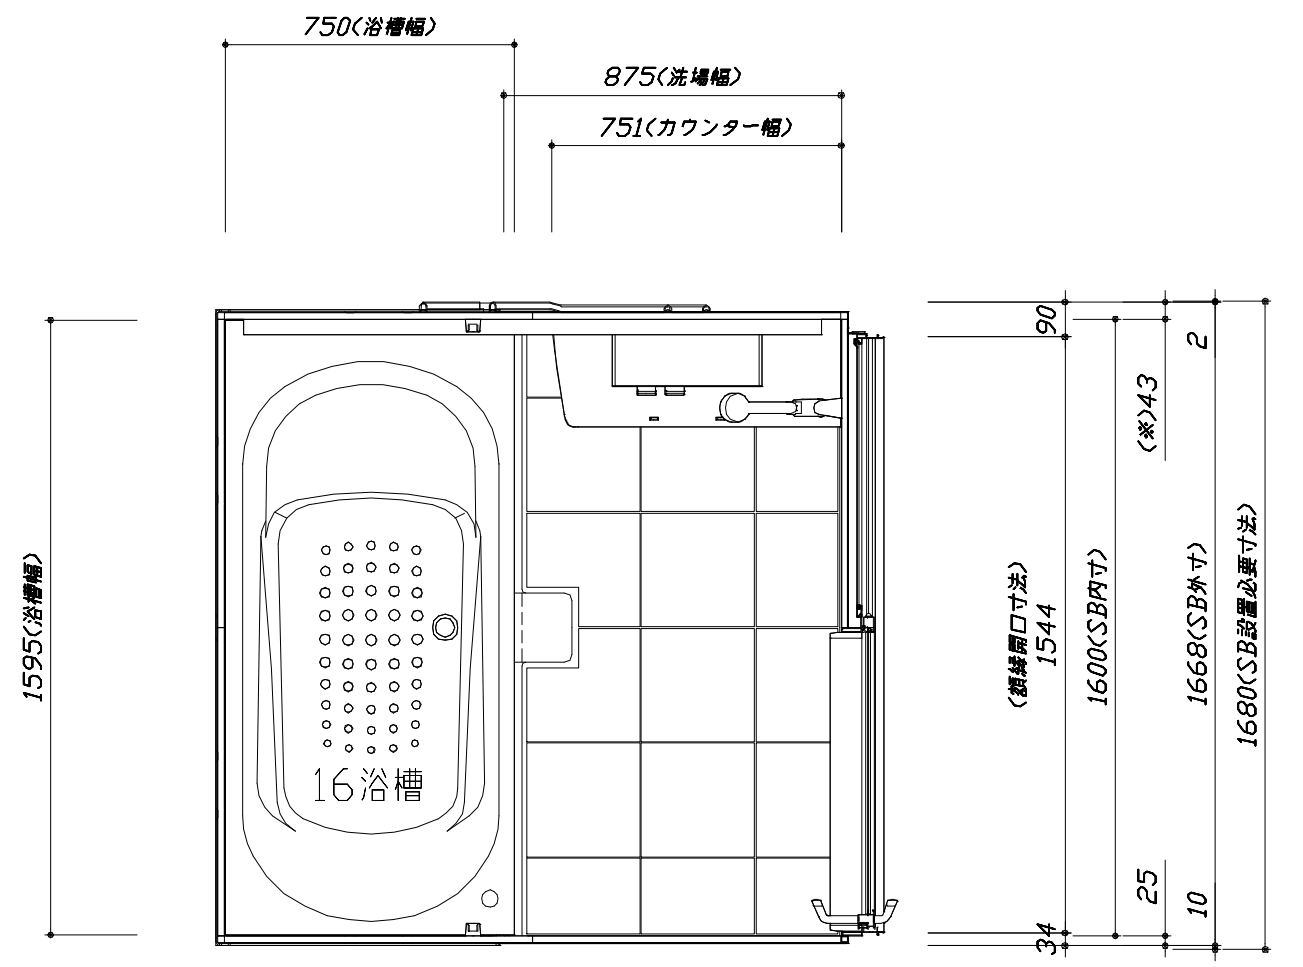 750(浴槽幅)
875(洗場幅)
751(カウンター幅)
90
2
(※)43
1595(浴槽幅)
(額縁開口寸法)
1544
1600(SB内寸)
1668(SB外寸)
1680(SB設置必要寸法)
16浴槽
25
10
34